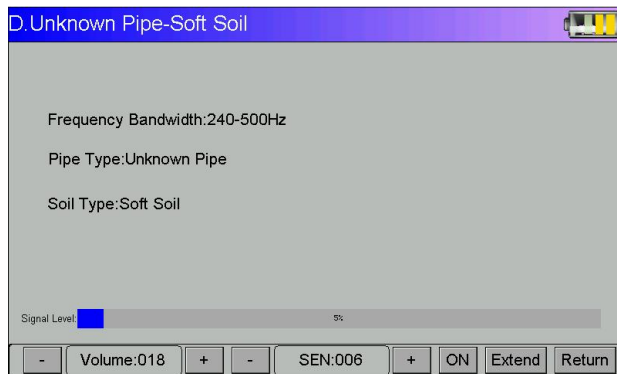 D.Unknown Pipe-Soft Soil
Frequency Bandwidth:240-500Hz
Pipe Type:Unknown Pipe
Soil Type:Soft Soil
Signal Level: 5%
- Volume:018 + - SEN:006 + ON Extend Return